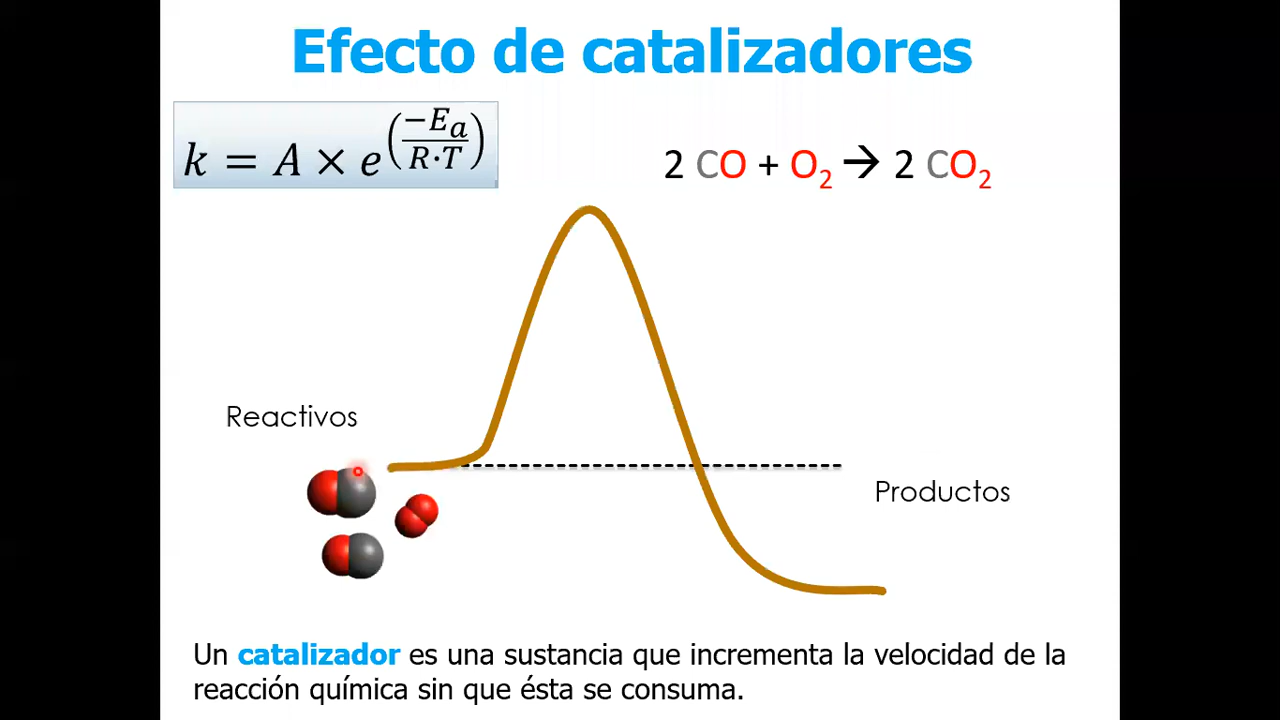 Efecto de catalizadores
k = A × e^(−Eₐ/R·T)
2 CO + O₂ → 2 CO₂
Reactivos
Productos
Un catalizador es una sustancia que incrementa la velocidad de la
reacción química sin que ésta se consuma.